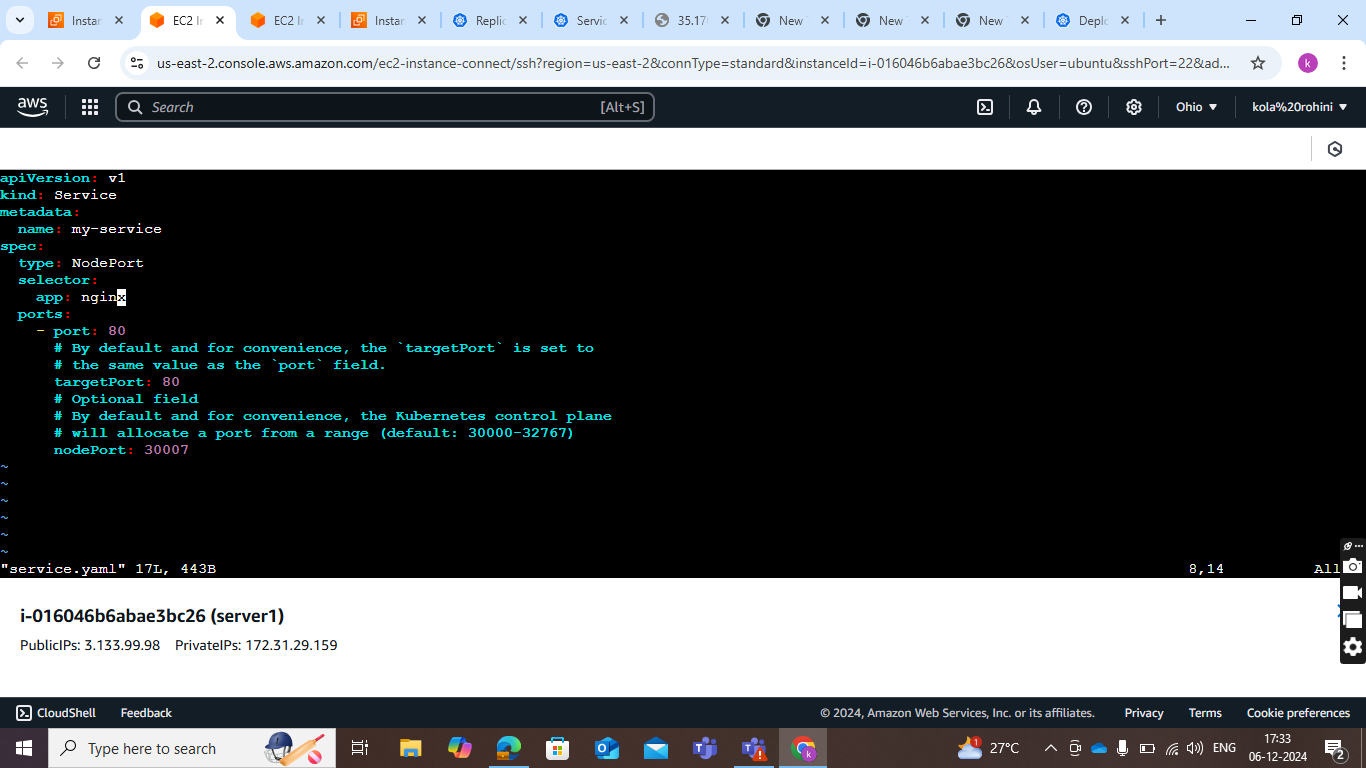 Instan
EC2 In
EC2 In
Instan
Replic
Servic
35.17
New
New
New
Deplo
us-east-2.console.aws.amazon.com/ec2-instance-connect/ssh?region=us-east-2&connType=standard&instanceId=i-016046b6abae3bc26&osUser=ubuntu&sshPort=22&ad...
k
aws
Search
[Alt+S]
Ohio
kola%20rohini
apiVersion: v1
kind: Service
metadata:
  name: my-service
spec:
  type: NodePort
  selector:
    app: nginx
  ports:
    - port: 80
      # By default and for convenience, the `targetPort` is set to
      # the same value as the `port` field.
      targetPort: 80
      # Optional field
      # By default and for convenience, the Kubernetes control plane
      # will allocate a port from a range (default: 30000-32767)
      nodePort: 30007
~
~
~
~
~
~
"service.yaml" 17L, 443B 8,14 All
i-016046b6abae3bc26 (server1)
PublicIPs: 3.133.99.98 PrivateIPs: 172.31.29.159
CloudShell Feedback © 2024, Amazon Web Services, Inc. or its affiliates. Privacy Terms Cookie preferences
Type here to search
1
27°C
ENG
17:33
06-12-2024
2